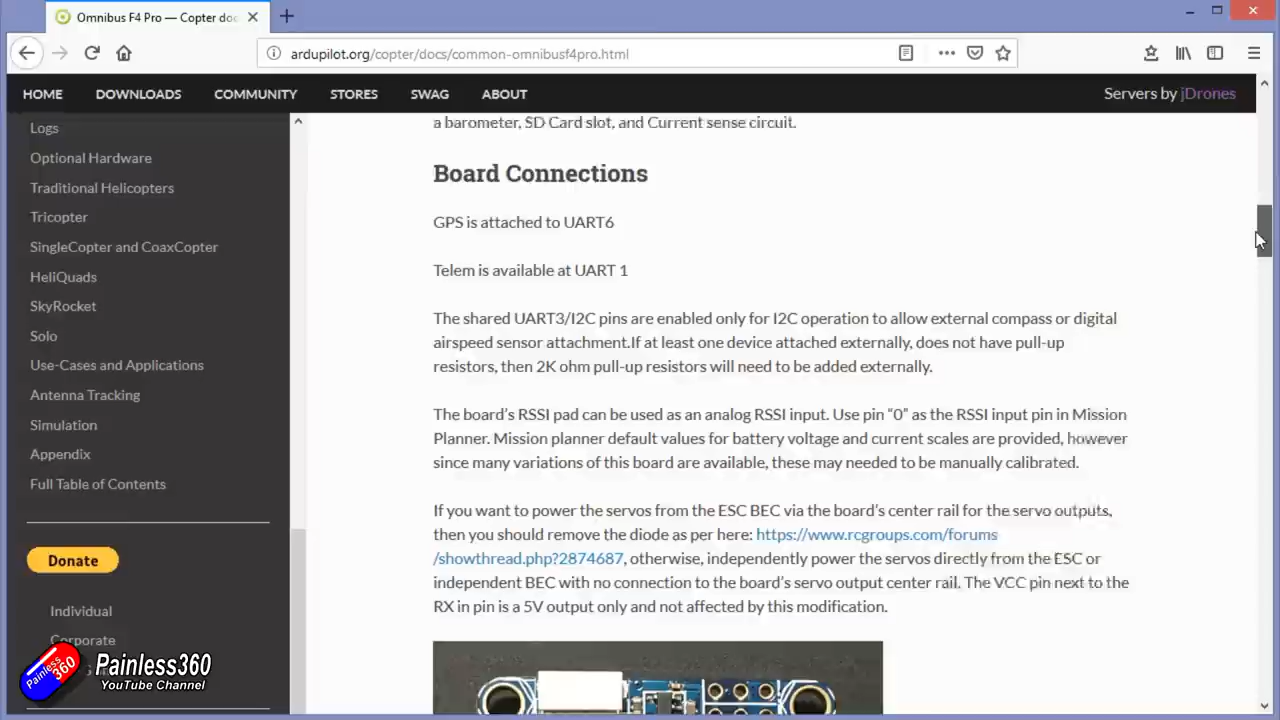 Omnibus F4 Pro — Copter doc
ardupilot.org/copter/docs/common-omnibusf4pro.html
HOME DOWNLOADS COMMUNITY STORES SWAG ABOUT Servers by jDrones
Logs
Optional Hardware
Traditional Helicopters
Tricopter
SingleCopter and CoaxCopter
HeliQuads
SkyRocket
Solo
Use-Cases and Applications
Antenna Tracking
Simulation
Appendix
Full Table of Contents
Donate
Individual
Corporate
a barometer, SD Card slot, and Current sense circuit.
Board Connections
GPS is attached to UART6
Telem is available at UART 1
The shared UART3/I2C pins are enabled only for I2C operation to allow external compass or digital
airspeed sensor attachment.If at least one device attached externally, does not have pull-up
resistors, then 2K ohm pull-up resistors will need to be added externally.
The board’s RSSI pad can be used as an analog RSSI input. Use pin “0” as the RSSI input pin in Mission
Planner. Mission planner default values for battery voltage and current scales are provided, however
since many variations of this board are available, these may needed to be manually calibrated.
If you want to power the servos from the ESC BEC via the board’s center rail for the servo outputs,
then you should remove the diode as per here: https://www.rcgroups.com/forums
/showthread.php?2874687, otherwise, independently power the servos directly from the ESC or
independent BEC with no connection to the board’s servo output center rail. The VCC pin next to the
RX in pin is a 5V output only and not affected by this modification.
Painless360
Painless360
YouTube Channel